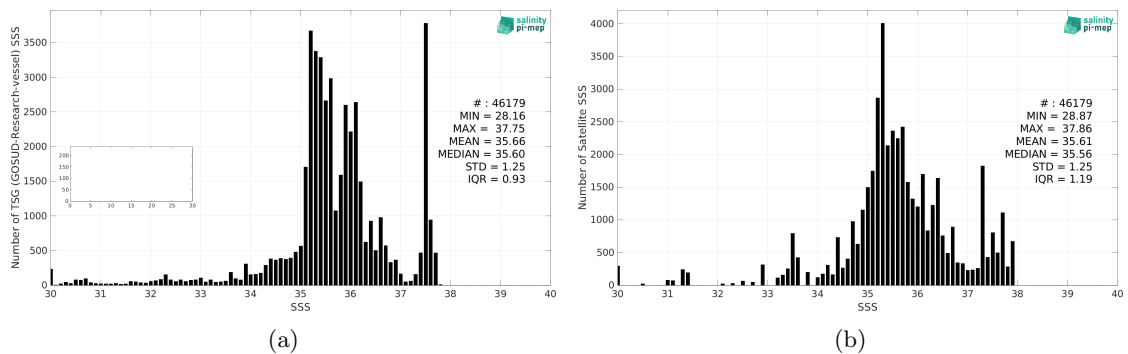 Number of TSG (GOSUD-Research-vessel) SSS
3500
3000
2500
2000
1500
1000
500
0
30 31 32 33 34 35 36 37 38 39 40
SSS
200
150
100
50
0
0 5 10 15 20 25 30
salinity
pi-mep
# : 46179
MIN = 28.16
MAX = 37.75
MEAN = 35.66
MEDIAN = 35.60
STD = 1.25
IQR = 0.93
(a)
Number of Satellite SSS
4000
3500
3000
2500
2000
1500
1000
500
0
30 31 32 33 34 35 36 37 38 39 40
SSS
salinity
pi-mep
# : 46179
MIN = 28.87
MAX = 37.86
MEAN = 35.61
MEDIAN = 35.56
STD = 1.25
IQR = 1.19
(b)